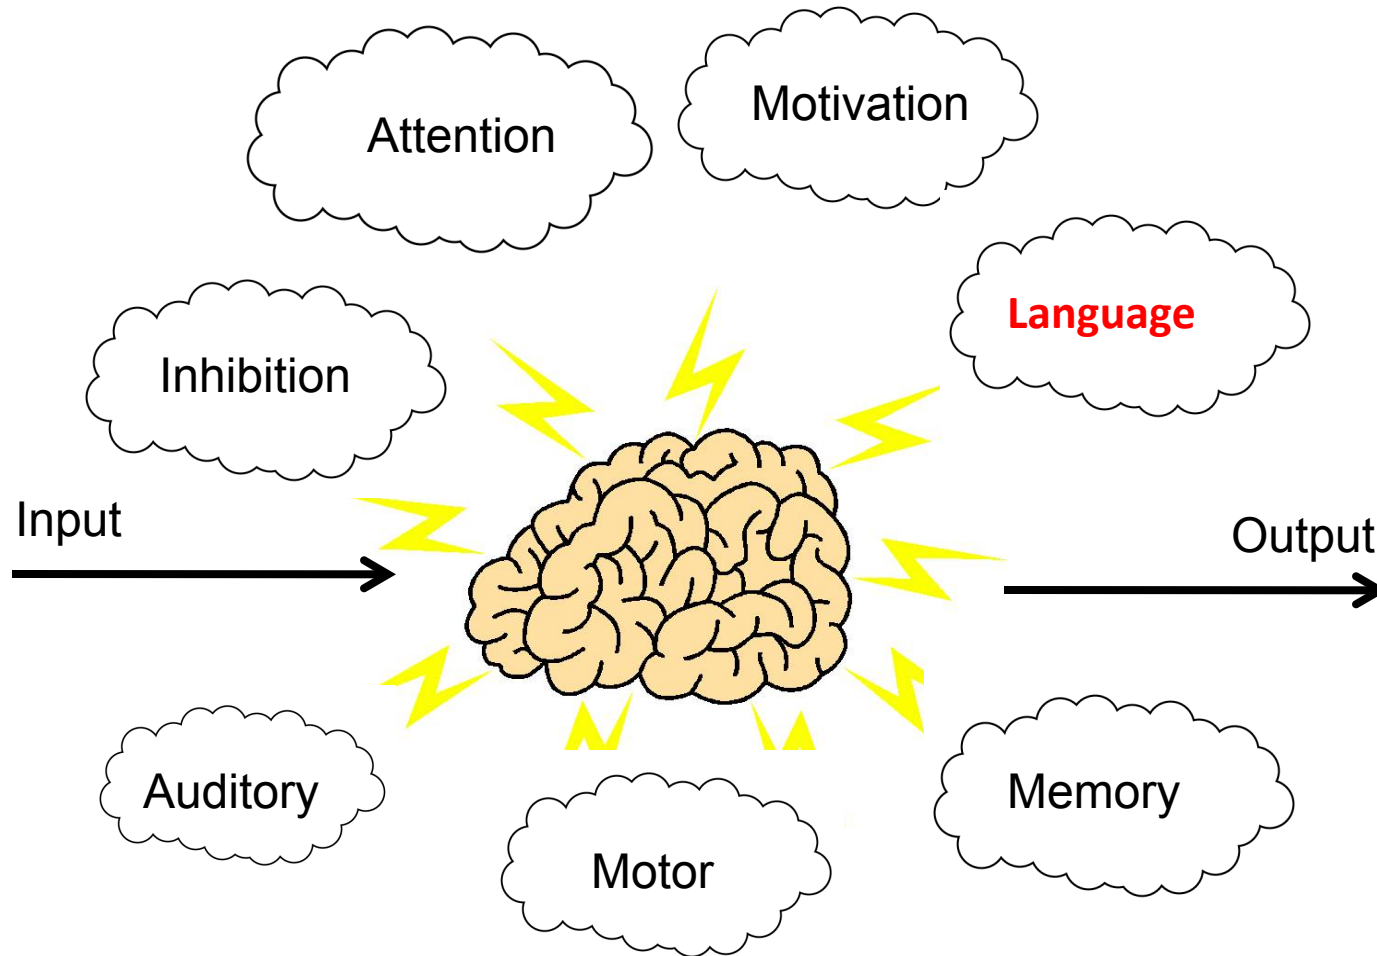 Attention
Motivation
Language
Inhibition
Input
Output
Auditory
Memory
Motor